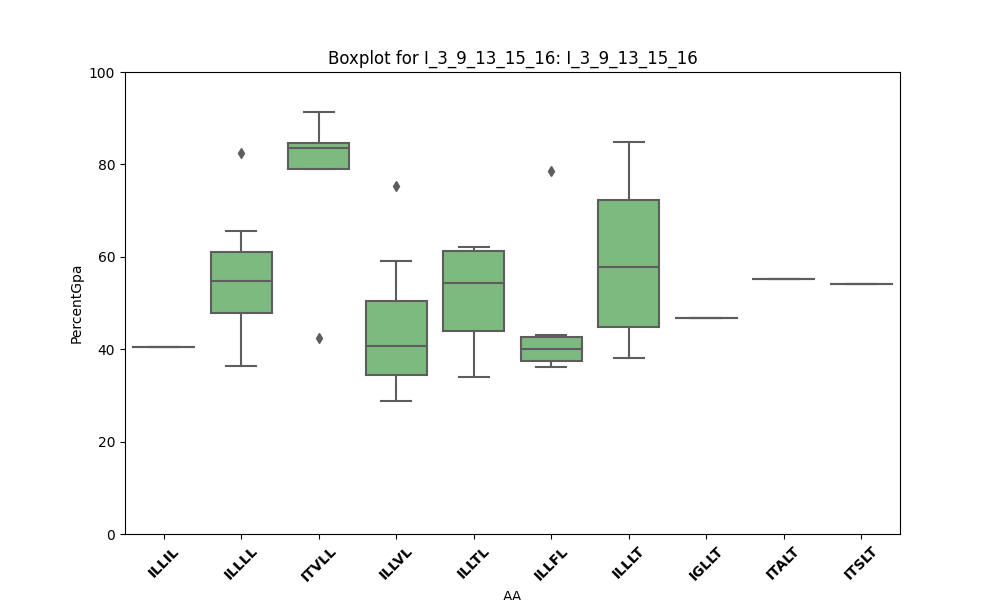 Boxplot for I_3_9_13_15_16: I_3_9_13_15_16
100
80
60
40
20
0
PercentGpa
ILLIL
ILLLL
ITVLL
ILLVL
ILLTL
ILLFL
ILLLT
IGLLT
ITALT
ITSLT
AA